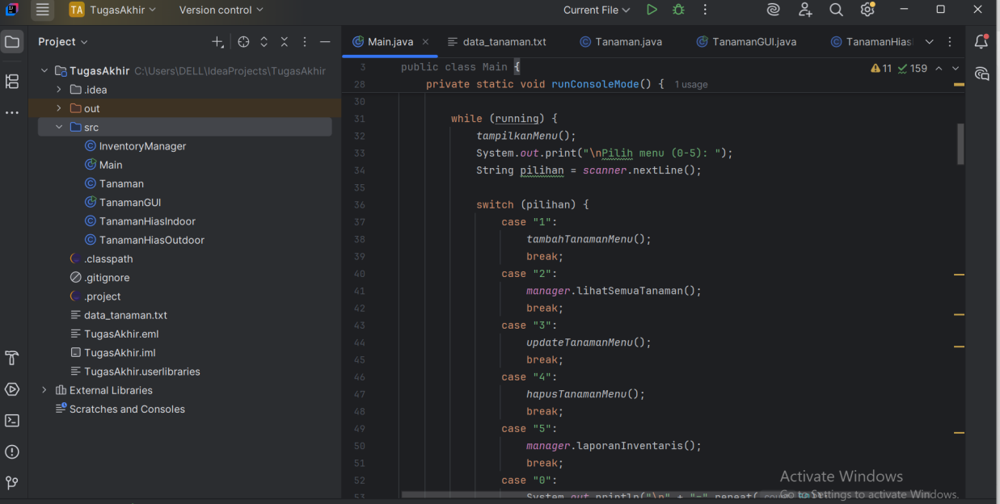 TA TugasAkhir Version control Current File
Project
Main.java data_tanaman.txt Tanaman.java TanamanGUI.java TanamanHias
TugasAkhir C:\Users\DELL\IdeaProjects\TugasAkhir
.idea
out
src
InventoryManager
Main
Tanaman
TanamanGUI
TanamanHiasIndoor
TanamanHiasOutdoor
.classpath
.gitignore
.project
data_tanaman.txt
TugasAkhir.eml
TugasAkhir.iml
TugasAkhir.userlibraries
External Libraries
Scratches and Consoles
3 public class Main {
11 159
28 private static void runConsoleMode() { 1 usage
30
31 while (running) {
32 tampilkanMenu();
33 System.out.print("\nPilih menu (0-5): ");
34 String pilihan = scanner.nextLine();
35
36 switch (pilihan) {
37 case "1":
38 tambahTanamanMenu();
39 break;
40 case "2":
41 manager.lihatSemuaTanaman();
42 break;
43 case "3":
44 updateTanamanMenu();
45 break;
46 case "4":
47 hapusTanamanMenu();
48 break;
49 case "5":
50 manager.laporanInventaris();
51 break;
52 case "0":
53 System.out.println("\n" + "=".repeat(
Activate Windows
Go to Settings to activate Windows.